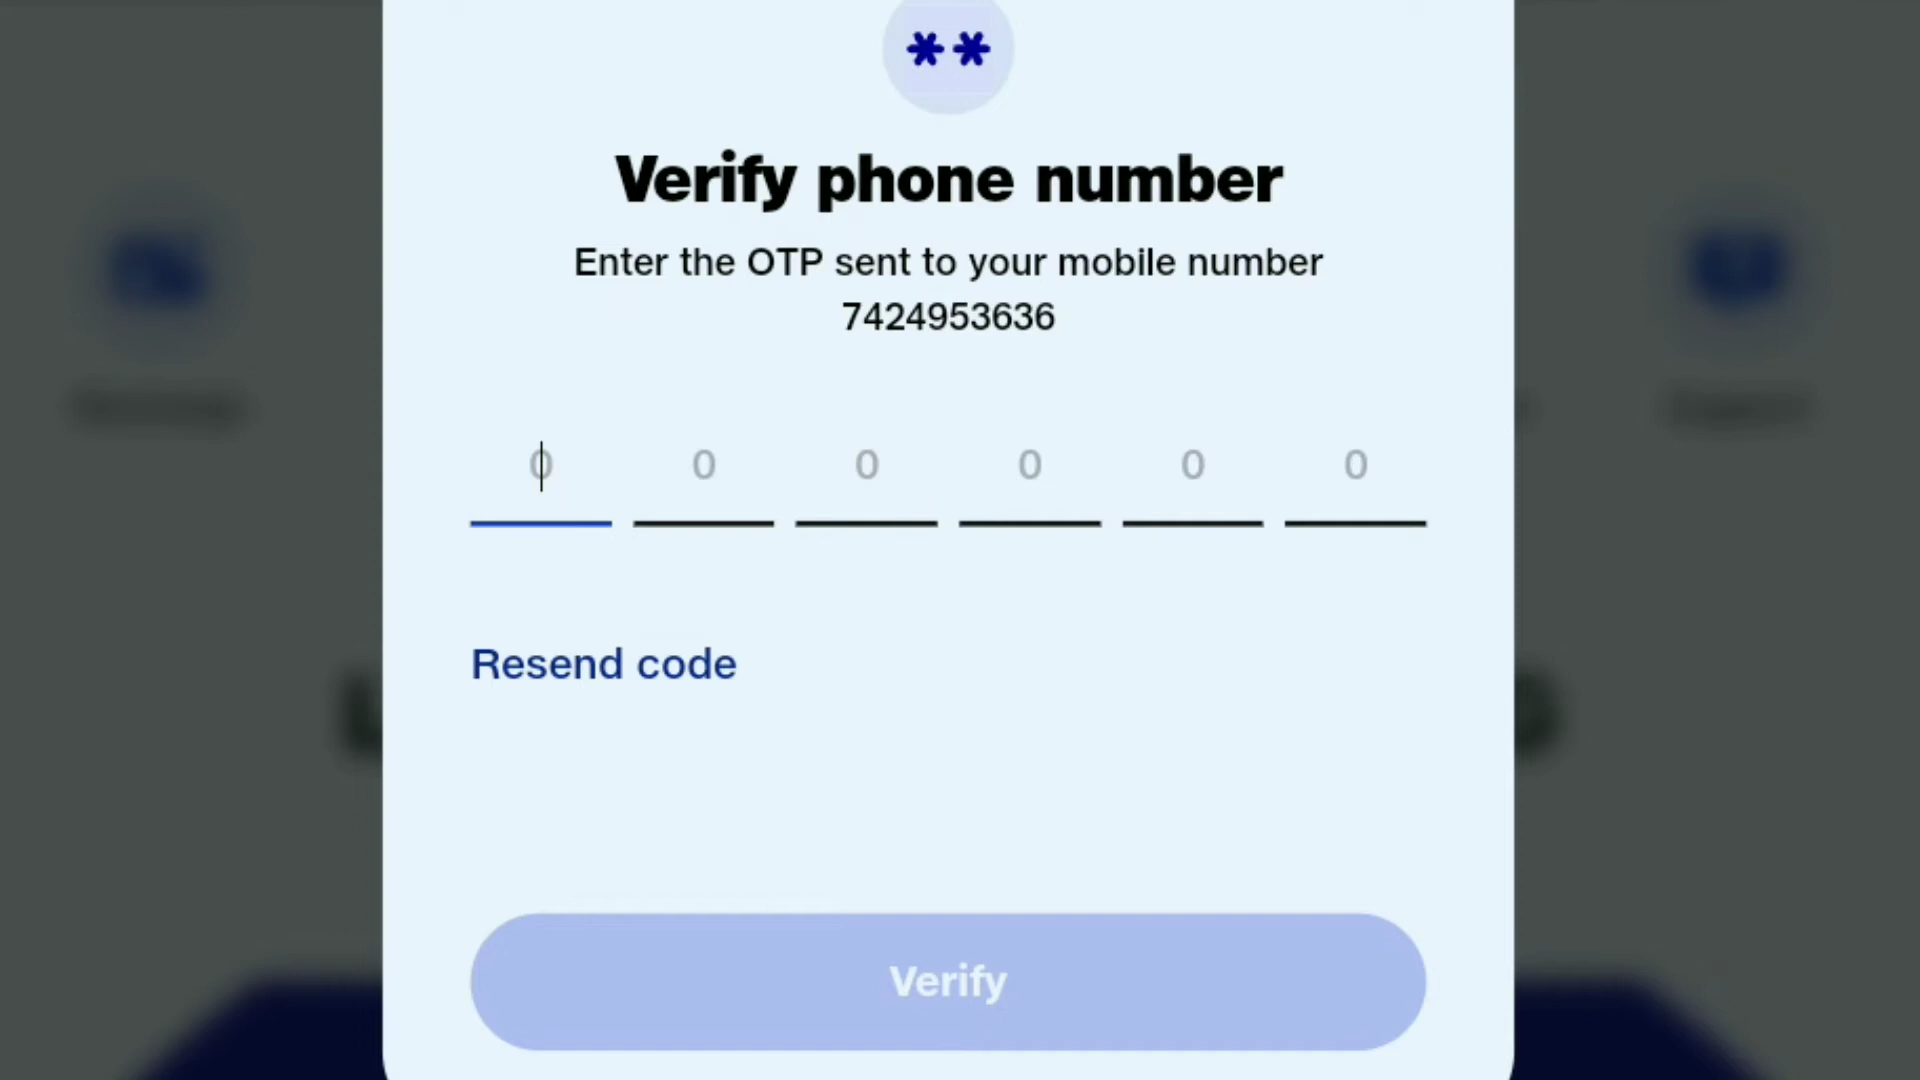 **
Verify phone number
Enter the OTP sent to your mobile number
7424953636
0 0 0 0 0 0
Resend code
Verify